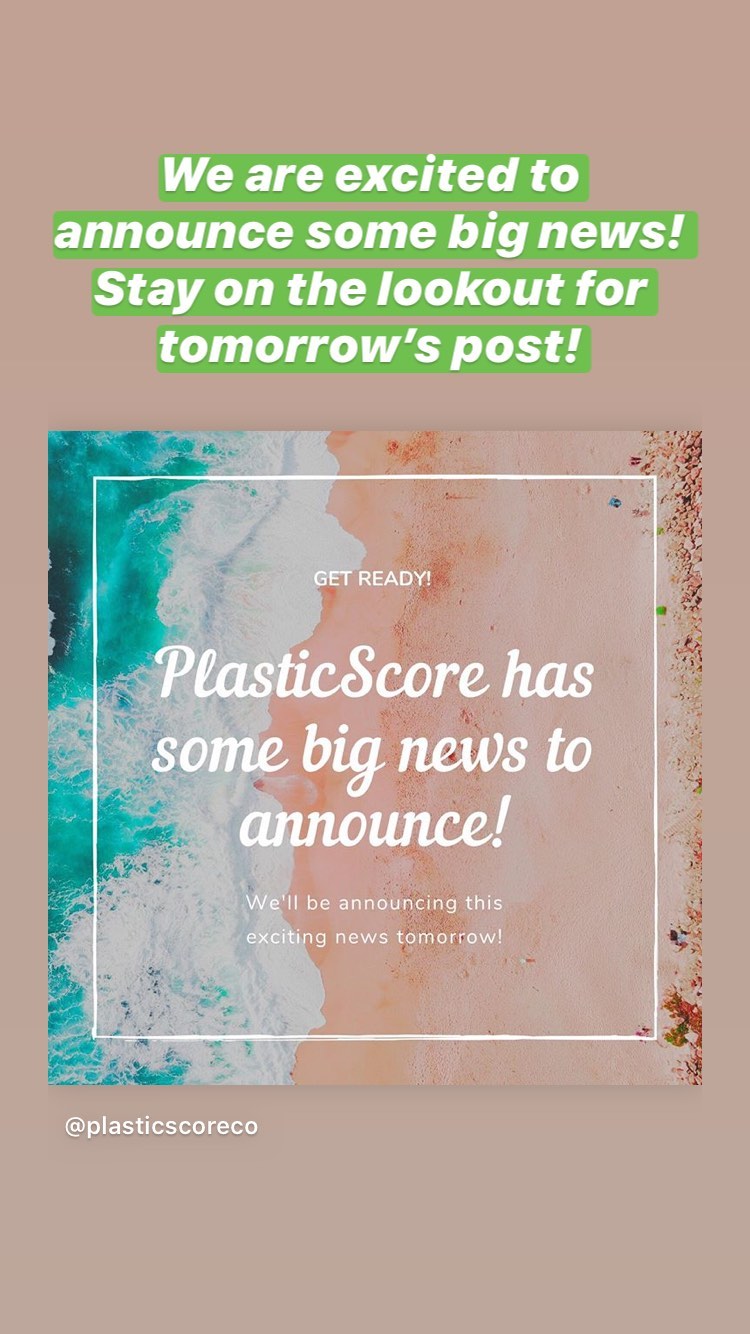 We are excited to
announce some big news!
Stay on the lookout for
tomorrow’s post!
GET READY!
PlasticScore has
some big news to
announce!
We'll be announcing this
exciting news tomorrow!
@plasticscoreco